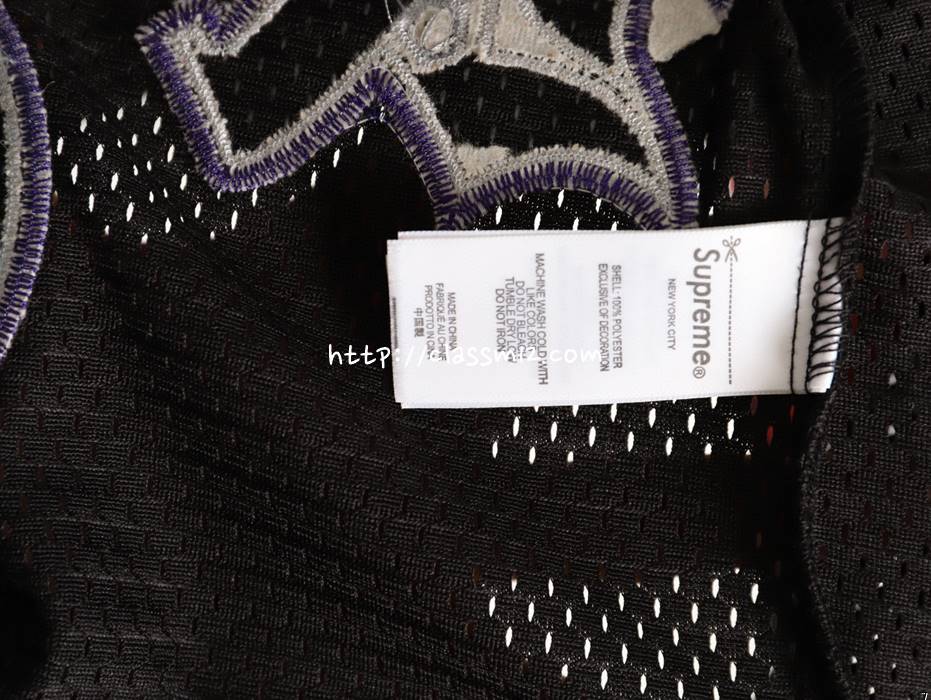 Supreme®
NEW YORK CITY
SHELL: 100% POLYESTER
EXCLUSIVE OF DECORATION
MACHINE WASH COLD WITH
LIKE COLORS
DO NOT BLEACH
TUMBLE DRY LOW
DO NOT IRON
MADE IN CHINA
FABRIQUÉ AU CHINE
PRODOTTO IN CINA
中国製
http://classm12.com
7